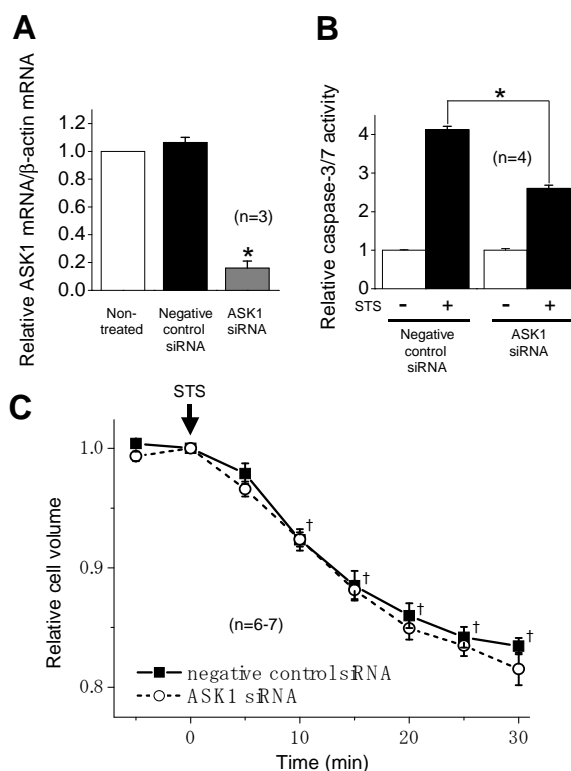 A
Relative ASK1 mRNA/β-actin mRNA
1.2
1.0
0.8
0.6
0.4
0.2
0.0
(n=3)
*
Non-
treated
Negative
control
siRNA
ASK1
siRNA
B
Relative caspase-3/7 activity
4
3
2
1
0
*
(n=4)
STS
- + - +
Negative
control
siRNA
ASK1
siRNA
C
STS
Relative cell volume
1.0
0.9
0.8
† † † † †
(n=6-7)
negative controlsiRNA
ASK1 siRNA
0 10 20 30
Time (min)